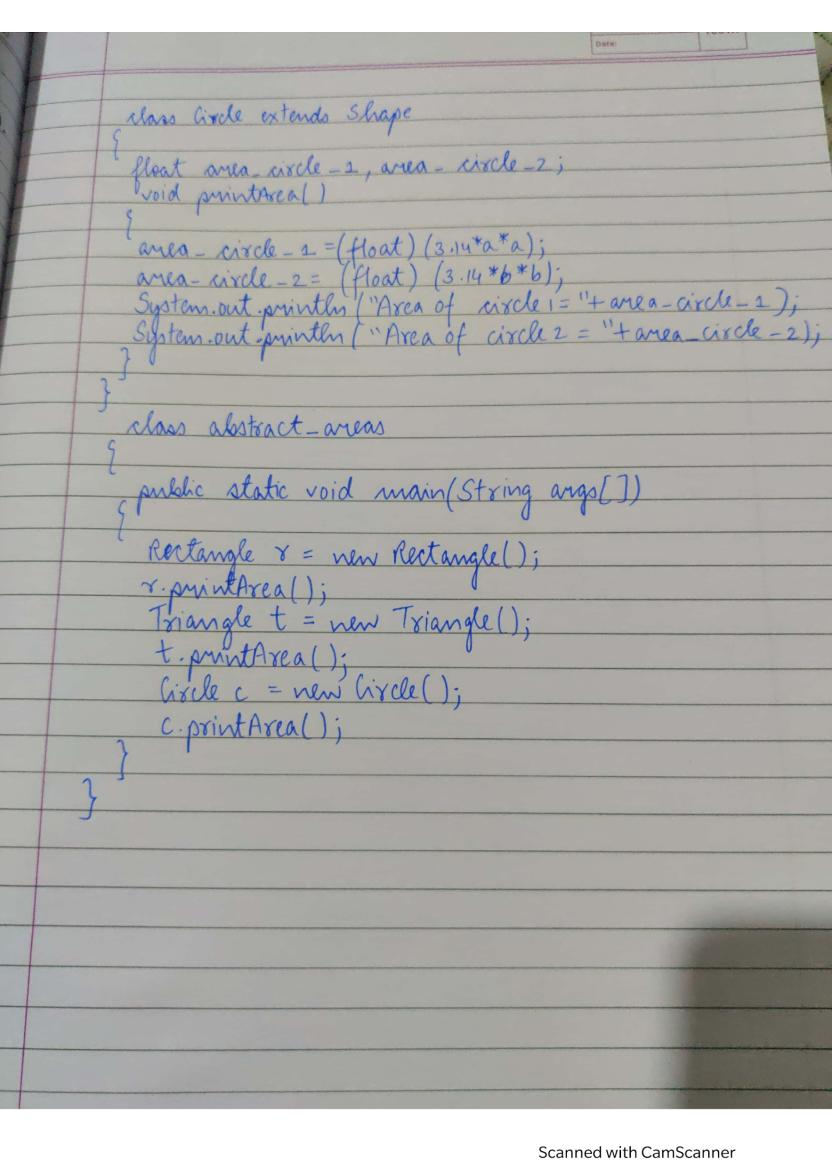 Date:
class Circle extends Shape
{
float area_circle_1, area_circle_2;
void printArea()
{
area_circle_1 = (float) (3.14*a*a);
area_circle_2 = (float) (3.14*b*b);
System.out.println("Area of circle 1 = "+area_circle_1);
System.out.println("Area of circle 2 = "+area_circle_2);
}
}
class abstract_areas
{
public static void main(String args[])
{
Rectangle r = new Rectangle();
r.printArea();
Triangle t = new Triangle();
t.printArea();
Circle c = new Circle();
c.printArea();
}
}
Scanned with CamScanner